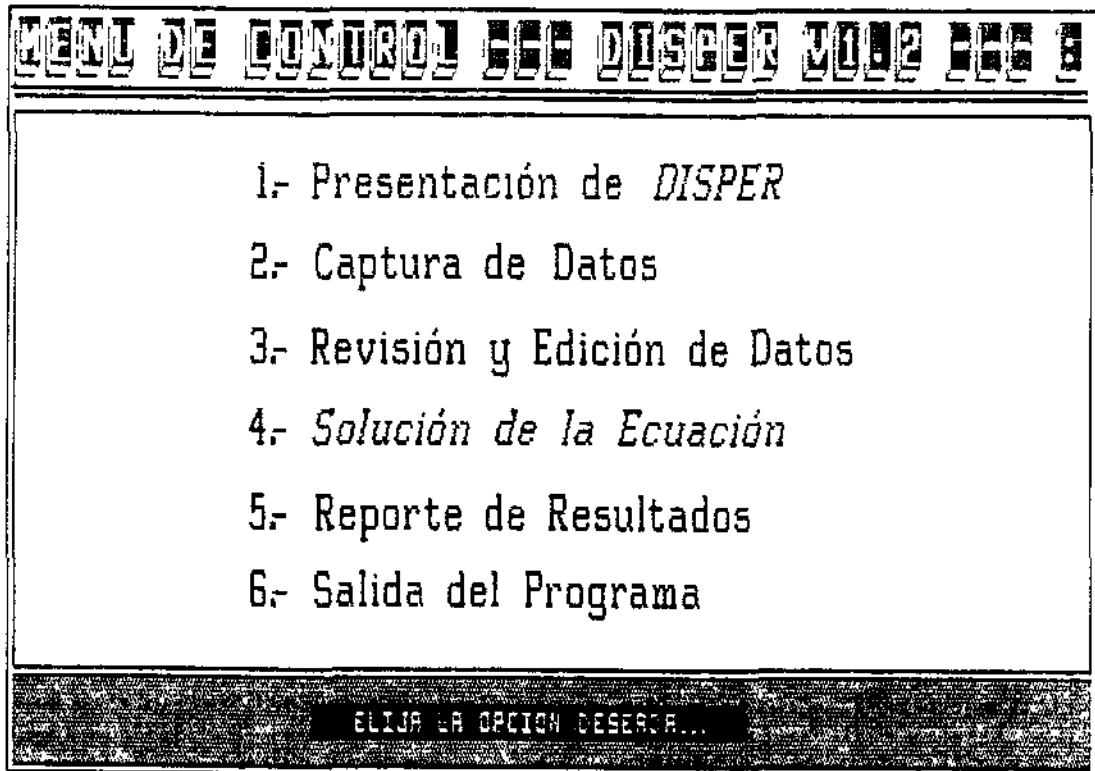 MENU DE CONTROL --- DISPER V1.2 --- :
1.- Presentación de DISPER
2.- Captura de Datos
3.- Revisión y Edición de Datos
4.- Solución de la Ecuación
5.- Reporte de Resultados
6.- Salida del Programa
ELIJA LA OPCION DESEADA...